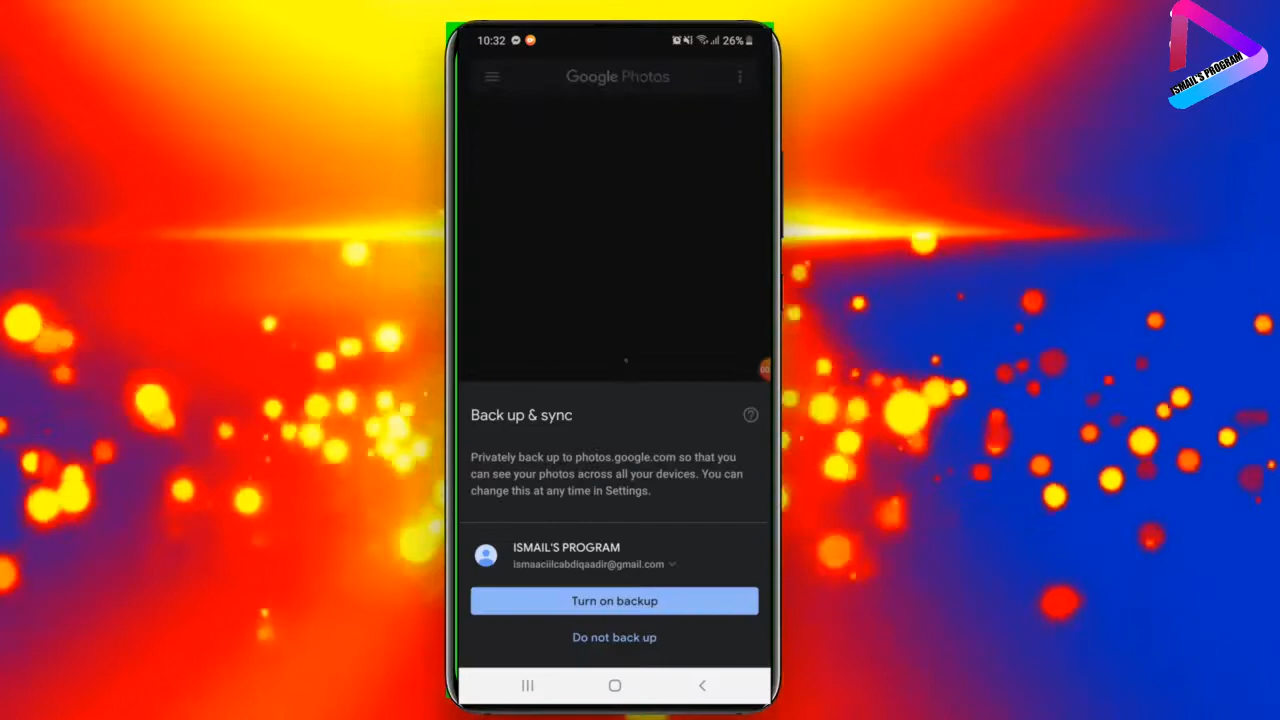 ISMAIL'S PROGRAM
10:32
26%
Google Photos
00
Back up & sync
Privately back up to photos.google.com so that you
can see your photos across all your devices. You can
change this at any time in Settings.
ISMAIL'S PROGRAM
ismaaciilcabdiqaadir@gmail.com
Turn on backup
Do not back up